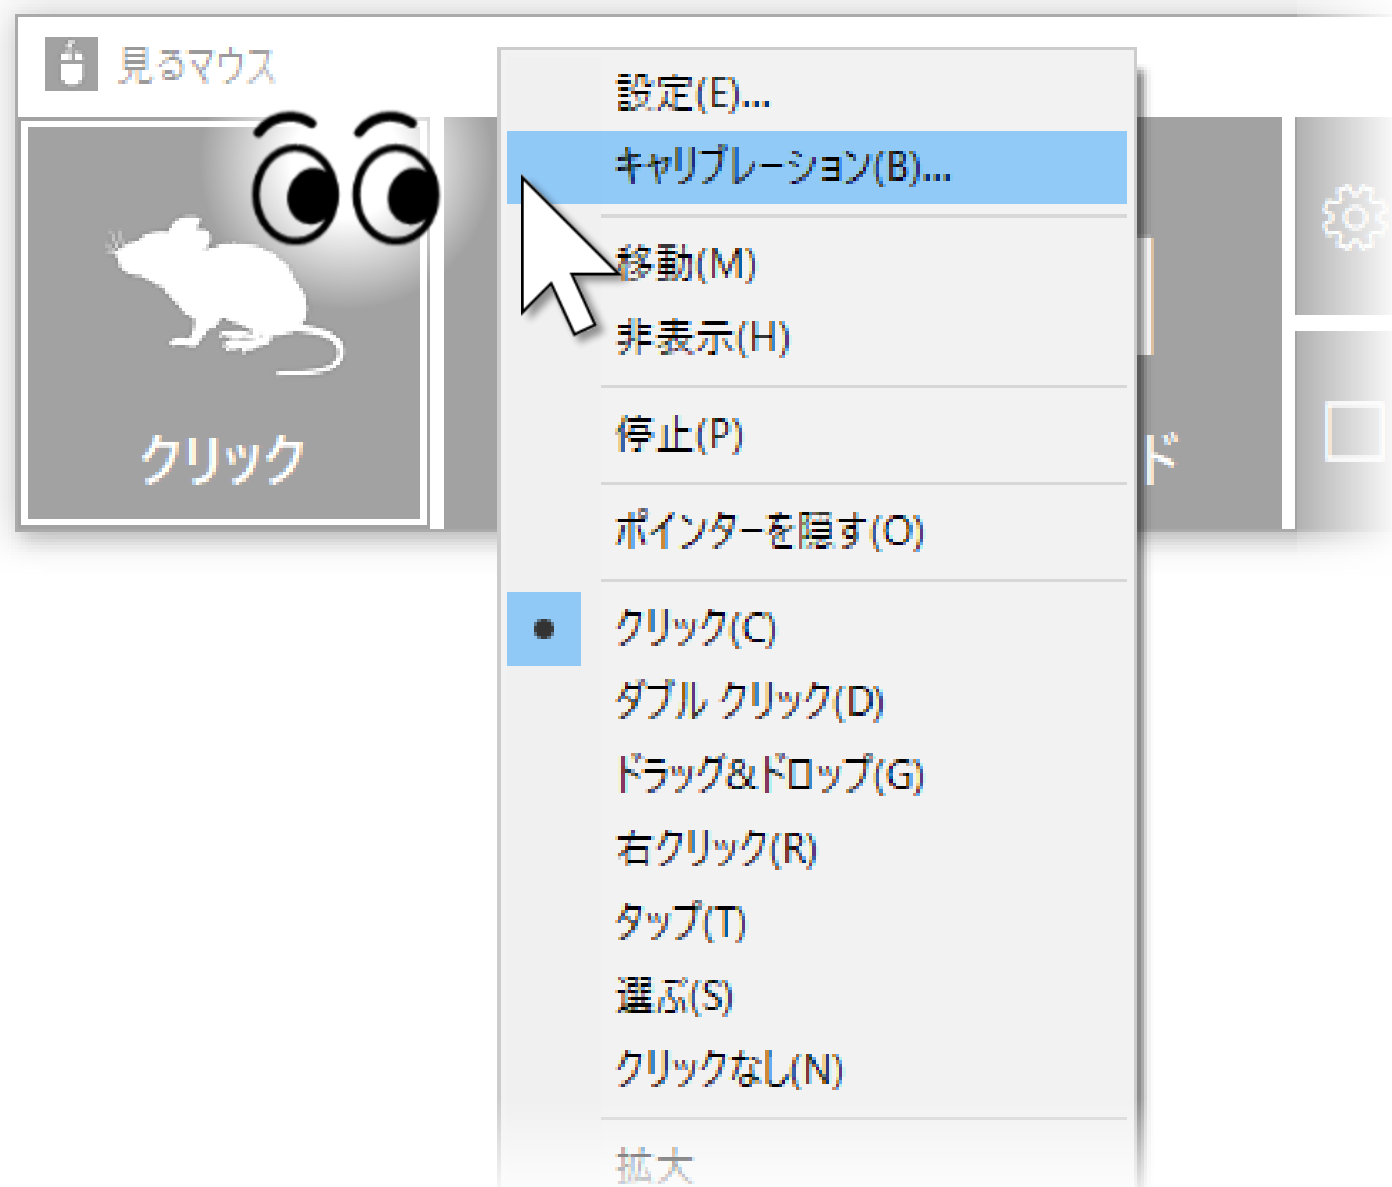 見るマウス
クリック
設定(E)...
キャリブレーション(B)...
移動(M)
非表示(H)
停止(P)
ポインターを隠す(O)
クリック(C)
ダブル クリック(D)
ドラッグ&ドロップ(G)
右クリック(R)
タップ(T)
選ぶ(S)
クリックなし(N)
拡大
ド